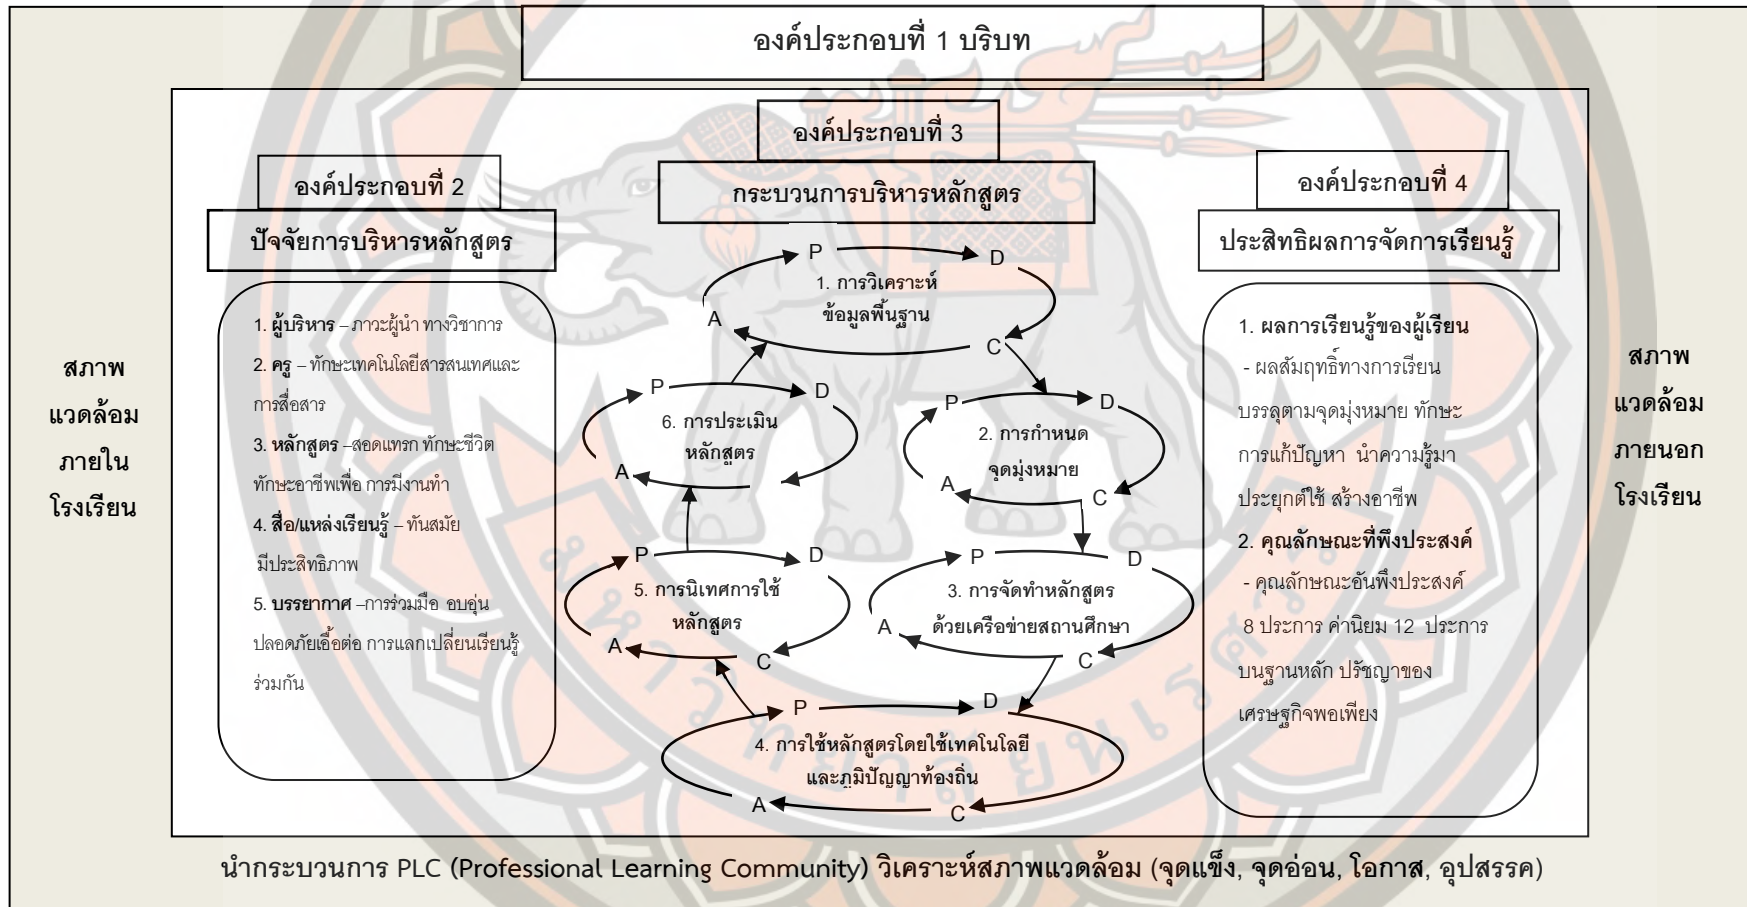 องค์ประกอบที่ 1 บริบท
สภาพ
แวดล้อม
ภายใน
โรงเรียน
องค์ประกอบที่ 2
ปัจจัยการบริหารหลักสูตร
1. ผู้บริหาร – ภาวะผู้นำ ทางวิชาการ
2. ครู – ทักษะเทคโนโลยีสารสนเทศและ
การสื่อสาร
3. หลักสูตร –สอดแทรก ทักษะชีวิต
ทักษะอาชีพเพื่อ การมีงานทำ
4. สื่อ/แหล่งเรียนรู้ – ทันสมัย
มีประสิทธิภาพ
5. บรรยากาศ –การร่วมมือ อบอุ่น
ปลอดภัยเอื้อต่อ การแลกเปลี่ยนเรียนรู้
ร่วมกัน
องค์ประกอบที่ 3
กระบวนการบริหารหลักสูตร
P D
1. การวิเคราะห์
ข้อมูลพื้นฐาน
A C
P D
2. การกำหนด
จุดมุ่งหมาย
A C
P D
3. การจัดทำหลักสูตร
ด้วยเครือข่ายสถานศึกษา
A C
P D
4. การใช้หลักสูตรโดยใช้เทคโนโลยี
และภูมิปัญญาท้องถิ่น
A C
P D
5. การนิเทศการใช้
หลักสูตร
A C
P D
6. การประเมิน
หลักสูตร
A
องค์ประกอบที่ 4
ประสิทธิผลการจัดการเรียนรู้
1. ผลการเรียนรู้ของผู้เรียน
- ผลสัมฤทธิ์ทางการเรียน
บรรลุตามจุดมุ่งหมาย ทักษะ
การแก้ปัญหา นำความรู้มา
ประยุกต์ใช้ สร้างอาชีพ
2. คุณลักษณะที่พึงประสงค์
- คุณลักษณะอันพึงประสงค์
8 ประการ ค่านิยม 12 ประการ
บนฐานหลัก ปรัชญาของ
เศรษฐกิจพอเพียง
สภาพ
แวดล้อม
ภายนอก
โรงเรียน
นำกระบวนการ PLC (Professional Learning Community) วิเคราะห์สภาพแวดล้อม (จุดแข็ง, จุดอ่อน, โอกาส, อุปสรรค)
มหาวิทยาลัยนเรศวร